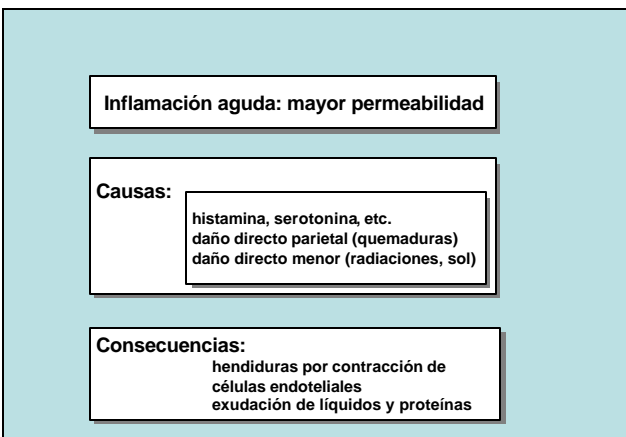 Inflamación aguda: mayor permeabilidad
Causas:
histamina, serotonina, etc.
daño directo parietal (quemaduras)
daño directo menor (radiaciones, sol)
Consecuencias:
hendiduras por contracción de
células endoteliales
exudación de líquidos y proteínas